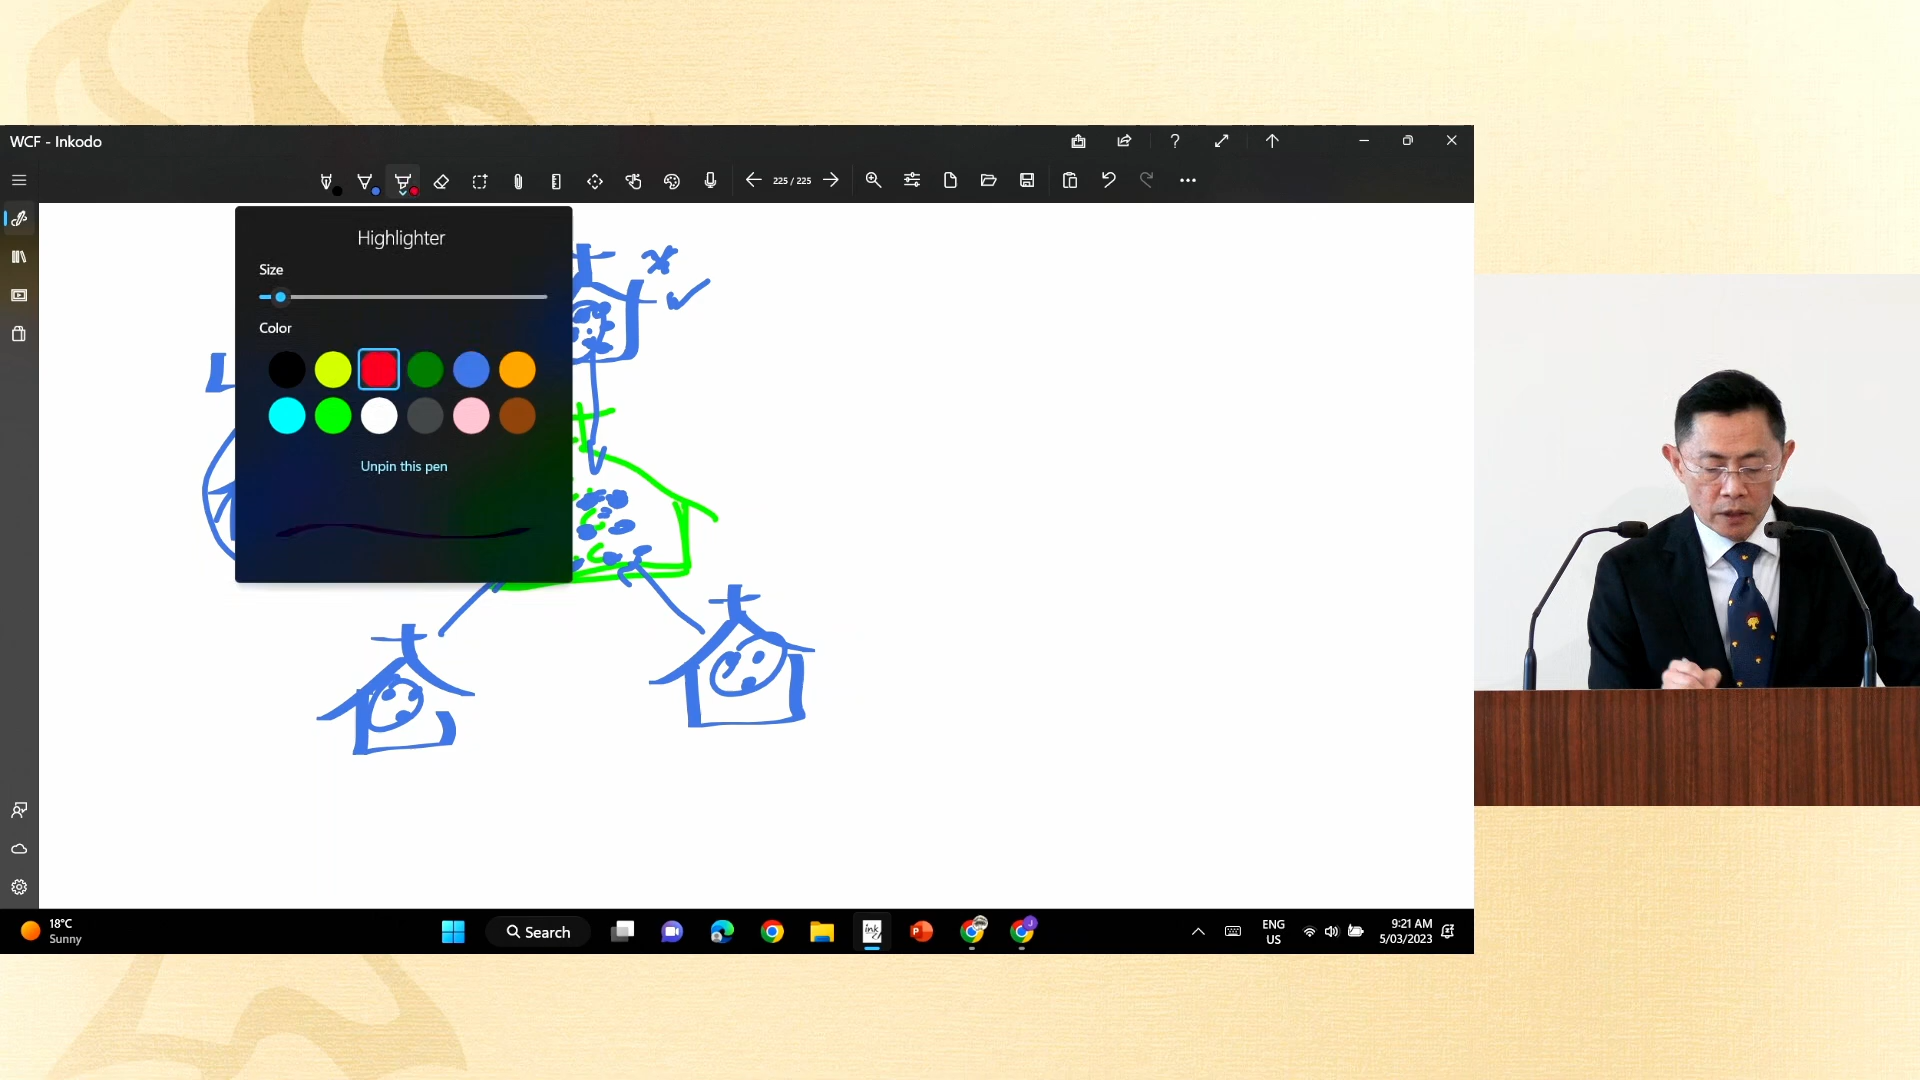 WCF - Inkodo
225 / 225
Highlighter
Size
Color
Unpin this pen
L
18°C
Sunny
Search
ink
P
J
ENG
US
9:21 AM
5/03/2023